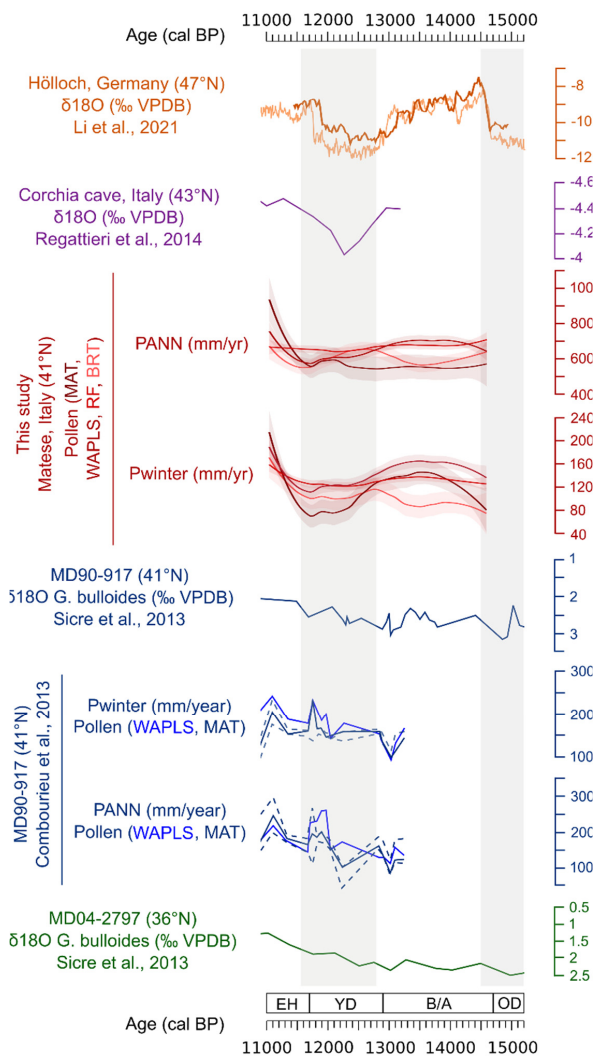 11000 12000 13000 14000 15000
Age (cal BP)
Hölloch, Germany (47°N)
δ18O (‰ VPDB)
Li et al., 2021
-8
-10
-12
Corchia cave, Italy (43°N)
δ18O (‰ VPDB)
Regattieri et al., 2014
-4.6
-4.4
-4.2
-4
This study
Matese, Italy (41°N)
Pollen (MAT,
WAPLS, RF, BRT)
PANN (mm/yr)
100
800
600
400
Pwinter (mm/yr)
240
200
160
120
80
40
MD90-917 (41°N)
δ18O G. bulloides (‰ VPDB)
Sicre et al., 2013
1
2
3
MD90-917 (41°N)
Combourieu et al., 2013
Pwinter (mm/year)
Pollen (WAPLS, MAT)
300
200
100
PANN (mm/year)
Pollen (WAPLS, MAT)
300
200
100
MD04-2797 (36°N)
δ18O G. bulloides (‰ VPDB)
Sicre et al., 2013
0.5
1
1.5
2
2.5
EH YD B/A OD
Age (cal BP)
11000 12000 13000 14000 15000